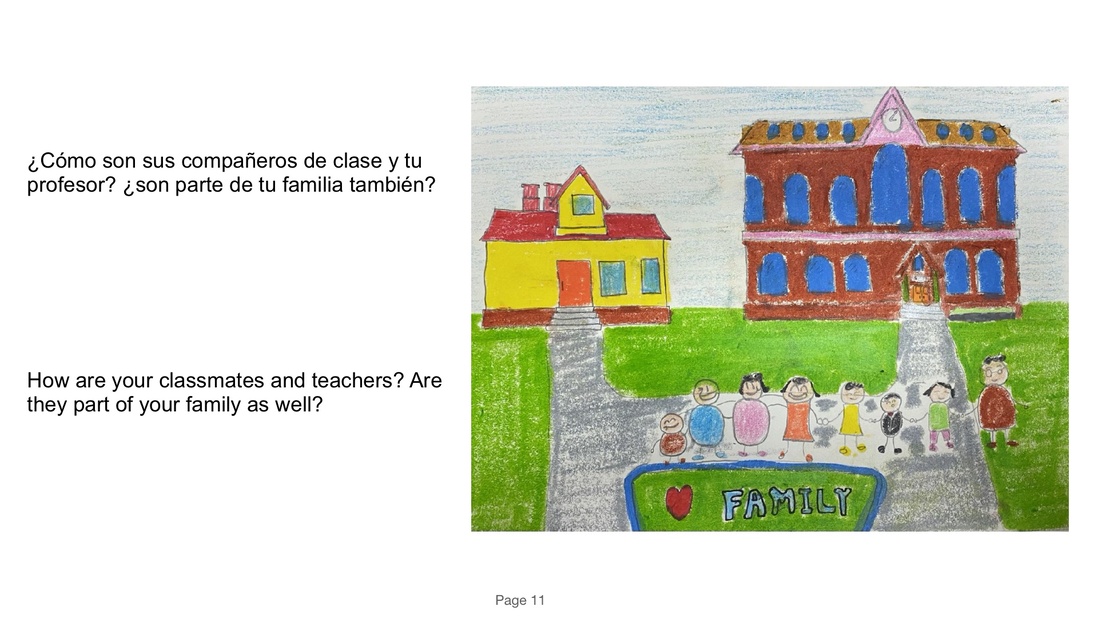 ¿Cómo son sus compañeros de clase y tu
profesor? ¿son parte de tu familia también?
How are your classmates and teachers? Are
they part of your family as well?
FAMILY
Page 11